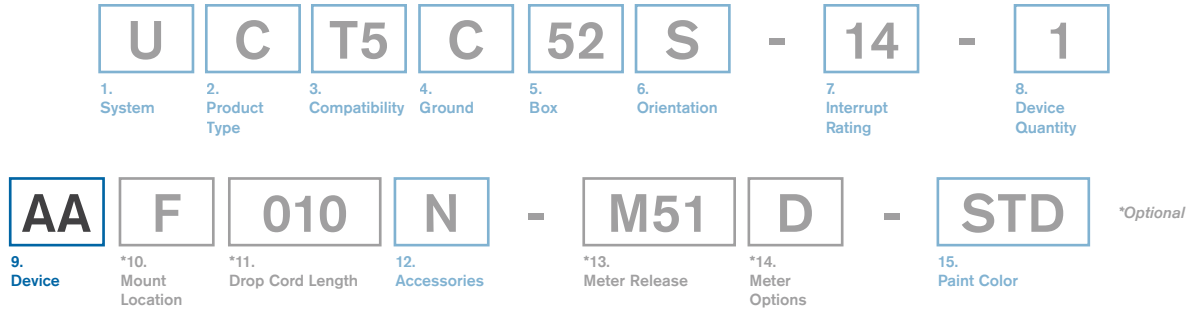 U C T5 C 52 S - 14 - 1
1. 2. 3. 4. 5. 6. 7. 8.
System Product Compatibility Ground Box Orientation Interrupt Device
Type Rating Quantity
AA F 010 N - M51 D - STD *Optional
9. *10. *11. 12. *13. *14. 15.
Device Mount Drop Cord Length Accessories Meter Release Meter Paint Color
Location Options